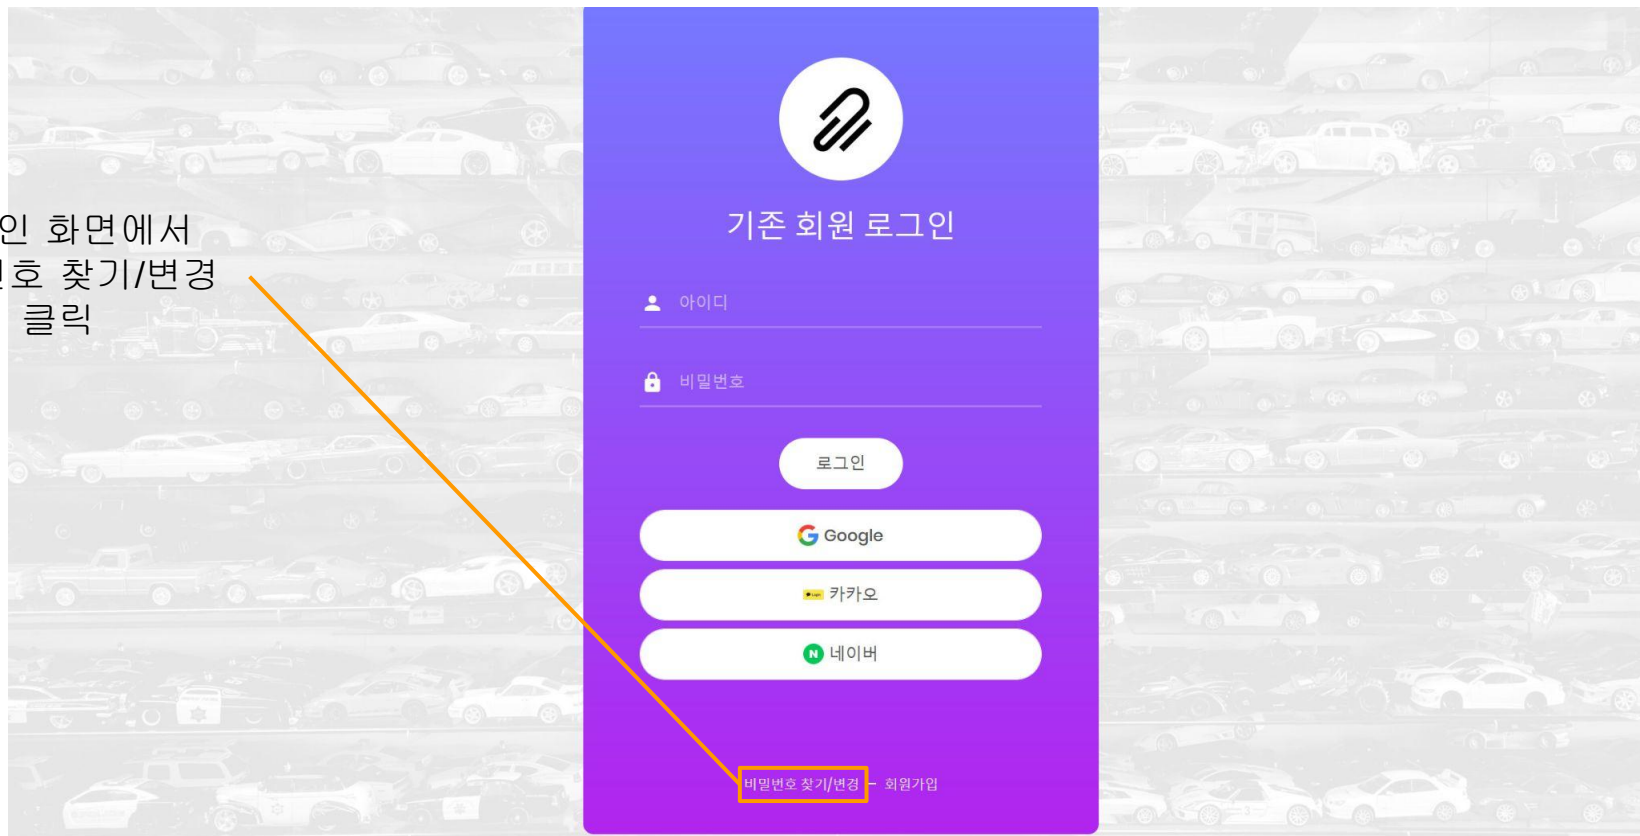 인 화면에서
호 찾기/변경
클릭
기존 회원 로그인
아이디
비밀번호
로그인
Google
카카오
네이버
비밀번호 찾기/변경 - 회원가입